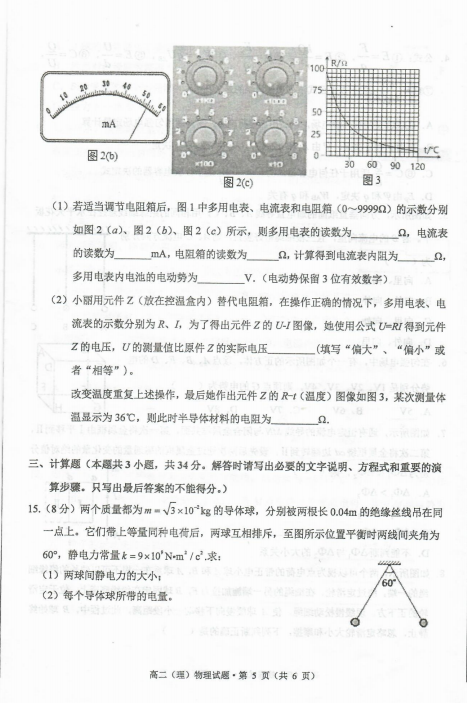 0 10 20 30 40 50 60
mA
×1KΩ ×100Ω
×10Ω ×1Ω
R/Ω
100
75
50
25
0
30 60 90 120
t/℃
图2(b)
图2(c)
图3
(1)若适当调节电阻箱后,图1中多用电表、电流表和电阻箱(0~9999Ω)的示数分别
如图2(a)、图2(b)、图2(c)所示,则多用电表的读数为________Ω,电流表
的读数为________mA,电阻箱的读数为________Ω,计算得到电流表内阻为________Ω,
多用电表内电池的电动势为________V.(电动势保留3位有效数字)
(2)小丽用元件Z(放在控温盒内)替代电阻箱,在操作正确的情况下,多用电表、电
流表的示数分别为R、I,为了得出元件Z的U-I图像,她使用公式U=RI得到元件
Z的电压,U的测量值比原件Z的实际电压________(填写“偏大”、“偏小”或
者“相等”)。
改变温度重复上述操作,最后她作出元件Z的R-t(温度)图像如图3,某次测量体
温显示为36℃,则此时半导体材料的电阻为________Ω.
三、计算题(本题共3小题,共34分。解答时请写出必要的文字说明、方程式和重要的演
算步骤。只写出最后答案的不能得分。)
15.(8分)两个质量都为m=√3×10⁻²kg的导体球,分别被两根长0.04m的绝缘丝线吊在同
一点上。它们带上等量同种电荷后,两球互相排斥,至图所示位置平衡时两线间夹角为
60°,静电力常量k=9×10⁹N•m²/c².求:
(1)两球间静电力的大小;
(2)每个导体球所带的电量。
60°
高二(理)物理试题·第 5 页(共 6 页)